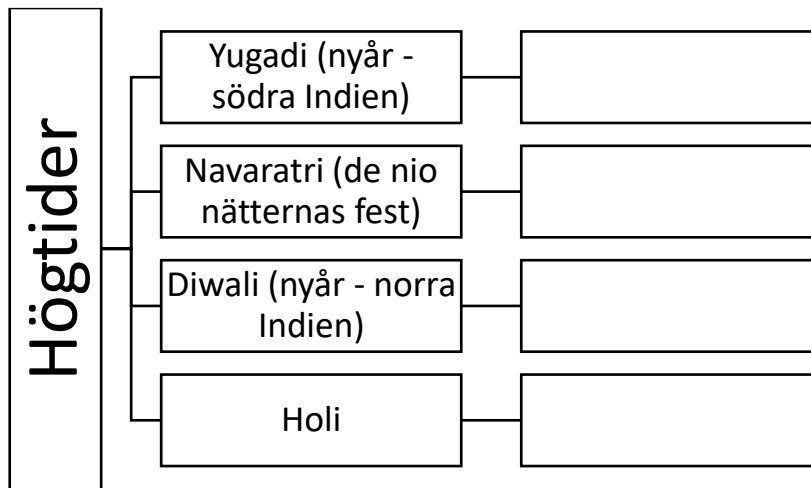 Högtider
Yugadi (nyår -
södra Indien)
Navaratri (de nio
nätternas fest)
Diwali (nyår - norra
Indien)
Holi